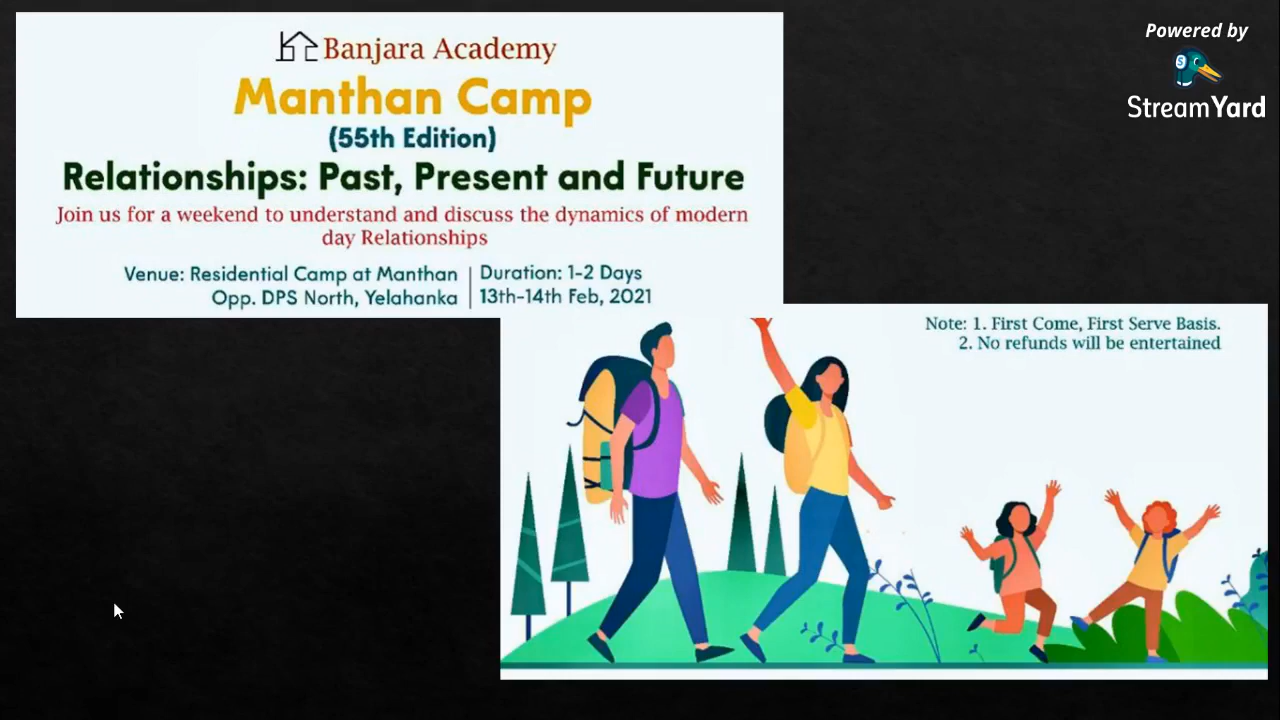 Banjara Academy
Manthan Camp
(55th Edition)
Relationships: Past, Present and Future
Join us for a weekend to understand and discuss the dynamics of modern
day Relationships
Venue: Residential Camp at Manthan
Opp. DPS North, Yelahanka
Duration: 1-2 Days
13th-14th Feb, 2021
Note: 1. First Come, First Serve Basis.
2. No refunds will be entertained
Powered by
S
StreamYard